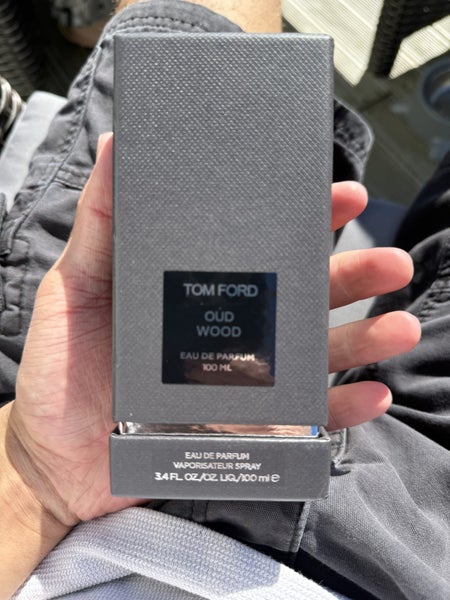 TOM FORD
OUD
WOOD
EAU DE PARFUM
100 ML
EAU DE PARFUM
VAPORISATEUR SPRAY
3.4 FL. OZ./OZ. LIQ./100 ml ℮